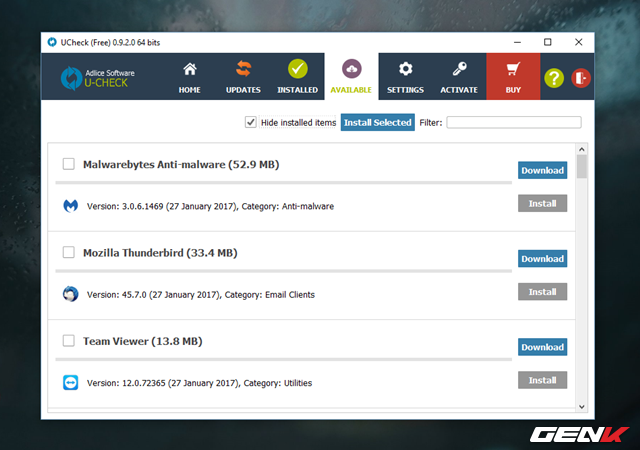 UCheck (Free) 0.9.2.0 64 bits
Adlice Software
U-CHECK
HOME
UPDATES
INSTALLED
AVAILABLE
SETTINGS
ACTIVATE
BUY
?
Hide installed items
Install Selected
Filter:
Malwarebytes Anti-malware (52.9 MB)
Download
Version: 3.0.6.1469 (27 January 2017), Category: Anti-malware
Install
Mozilla Thunderbird (33.4 MB)
Download
Version: 45.7.0 (27 January 2017), Category: Email Clients
Install
Team Viewer (13.8 MB)
Download
Version: 12.0.72365 (27 January 2017), Category: Utilities
Install
GENK